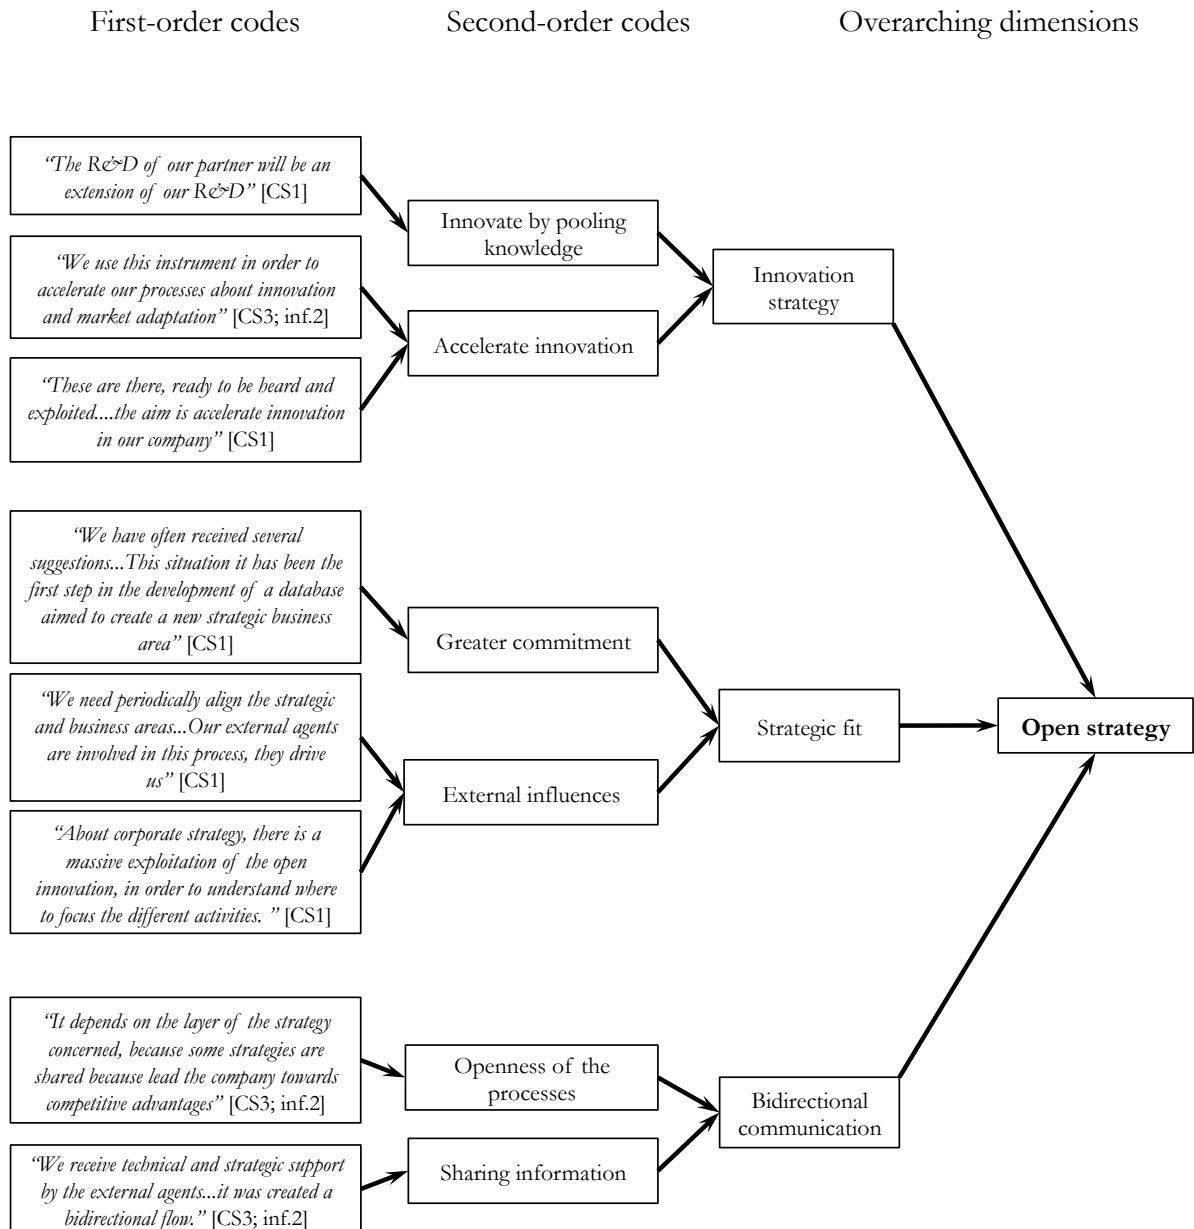 First-order codes
Second-order codes
Overarching dimensions
“The R&D of our partner will be an
extension of our R&D” [CS1]
“We use this instrument in order to
accelerate our processes about innovation
and market adaptation” [CS3; inf.2]
“These are there, ready to be heard and
exploited....the aim is accelerate innovation
in our company” [CS1]
Innovate by pooling
knowledge
Accelerate innovation
Innovation
strategy
“We have often received several
suggestions...This situation it has been the
first step in the development of a database
aimed to create a new strategic business
area” [CS1]
“We need periodically align the strategic
and business areas...Our external agents
are involved in this process, they drive
us” [CS1]
“About corporate strategy, there is a
massive exploitation of the open
innovation, in order to understand where
to focus the different activities. ” [CS1]
Greater commitment
External influences
Strategic fit
Open strategy
“It depends on the layer of the strategy
concerned, because some strategies are
shared because lead the company towards
competitive advantages” [CS3; inf.2]
“We receive technical and strategic support
by the external agents...it was created a
bidirectional flow.” [CS3; inf.2]
Openness of the
processes
Sharing information
Bidirectional
communication